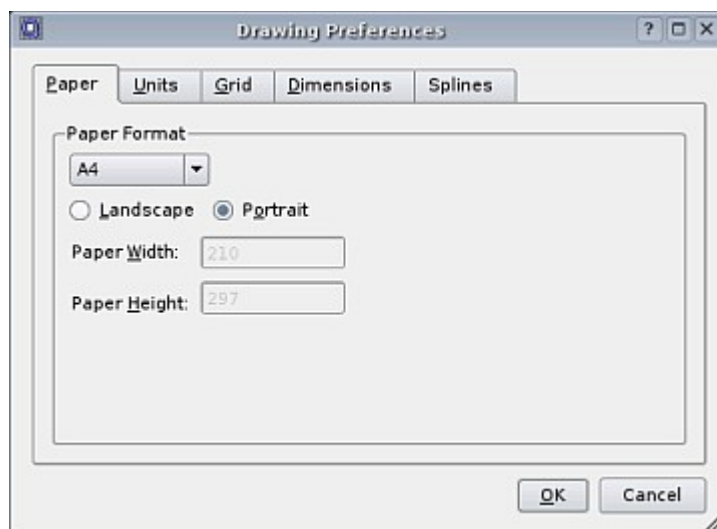 Drawing Preferences
Paper Units Grid Dimensions Splines
Paper Format
A4
Landscape Portrait
Paper Width: 210
Paper Height: 297
OK Cancel